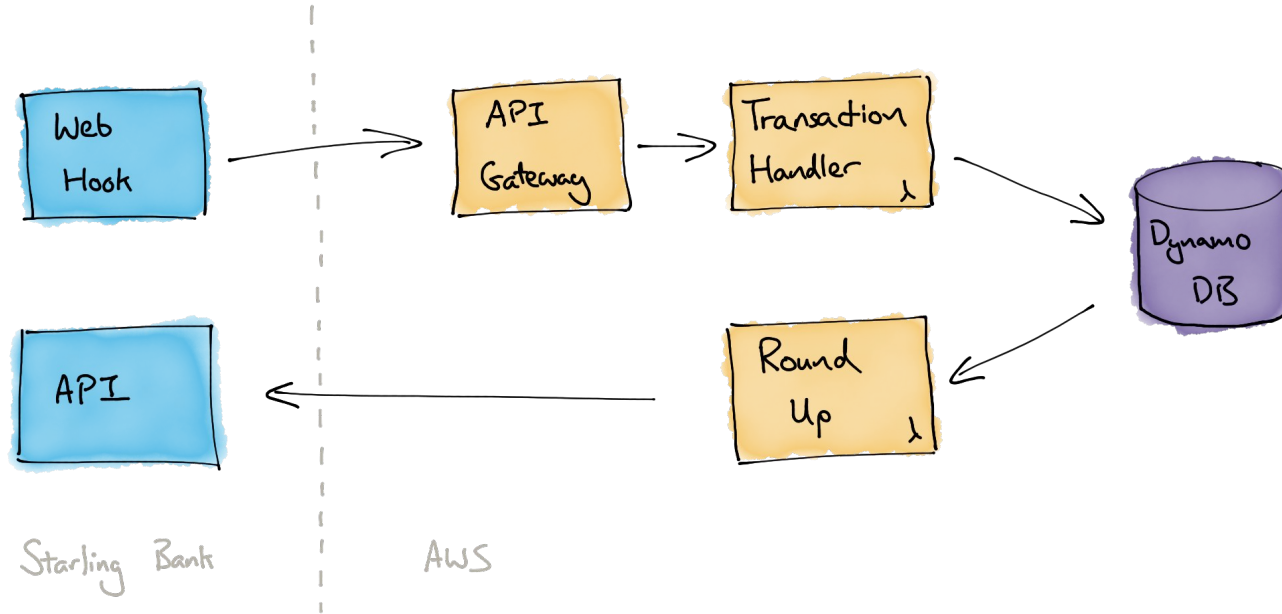 Web
Hook
API
Gateway
Transaction
Handler
λ
Dynamo
DB
API
Round
Up
λ
Starling Bank
AWS